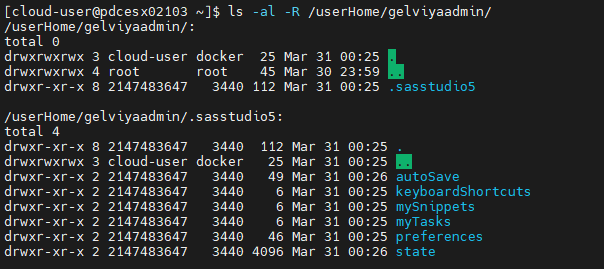 [cloud-user@pdcesx02103 ~]$ ls -al -R /userHome/gelviyaadmin/
/userHome/gelviyaadmin/:
total 0
drwxrwxrwx 3 cloud-user docker  25 Mar 31 00:25 .
drwxrwxrwx 4 root       root    45 Mar 30 23:59 ..
drwxr-xr-x 8 2147483647   3440 112 Mar 31 00:25 .sasstudio5

/userHome/gelviyaadmin/.sasstudio5:
total 4
drwxr-xr-x 8 2147483647   3440  112 Mar 31 00:25 .
drwxrwxrwx 3 cloud-user docker   25 Mar 31 00:25 ..
drwxr-xr-x 2 2147483647   3440   49 Mar 31 00:26 autoSave
drwxr-xr-x 2 2147483647   3440    6 Mar 31 00:25 keyboardShortcuts
drwxr-xr-x 2 2147483647   3440    6 Mar 31 00:25 mySnippets
drwxr-xr-x 2 2147483647   3440    6 Mar 31 00:25 myTasks
drwxr-xr-x 2 2147483647   3440   46 Mar 31 00:25 preferences
drwxr-xr-x 2 2147483647   3440 4096 Mar 31 00:26 state